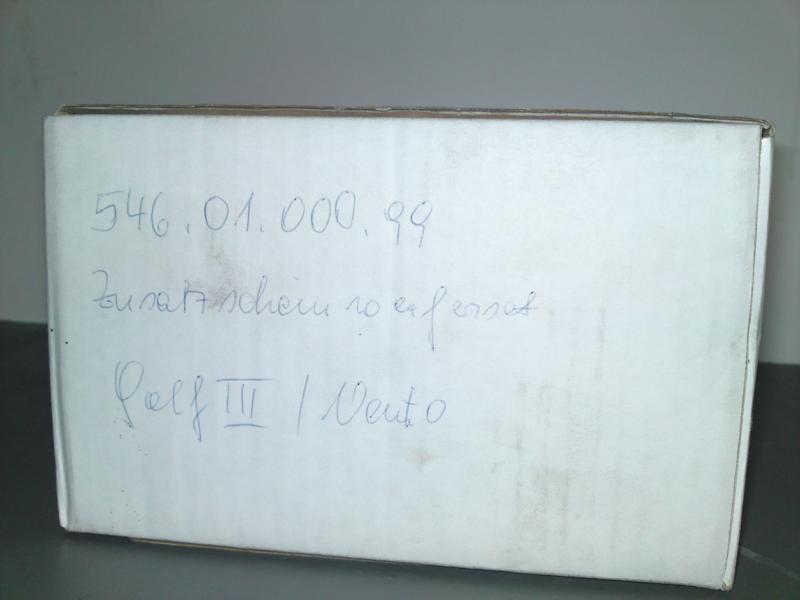 546.01.000.99
Zusatzscheinwerferset
Golf III / Vento